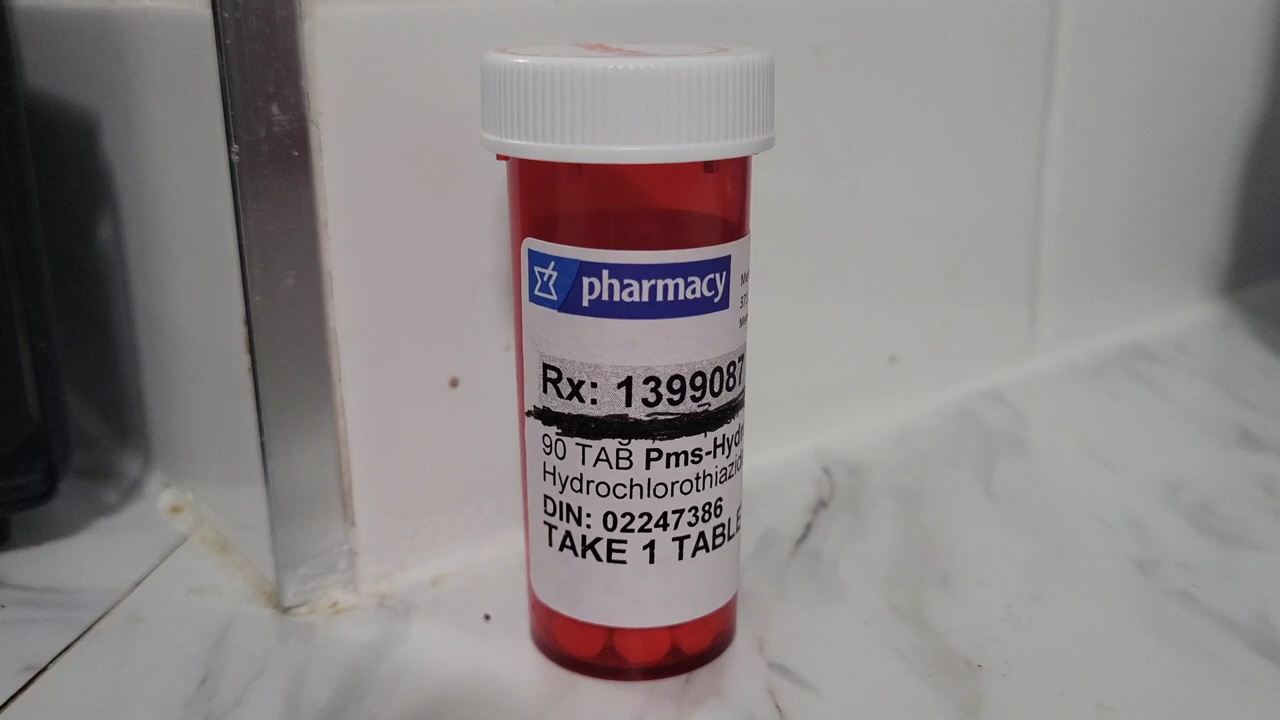 pharmacy
Rx: 1399087
90 TAB Pms-Hydr
Hydrochlorothiazid
DIN: 02247386
TAKE 1 TABLE